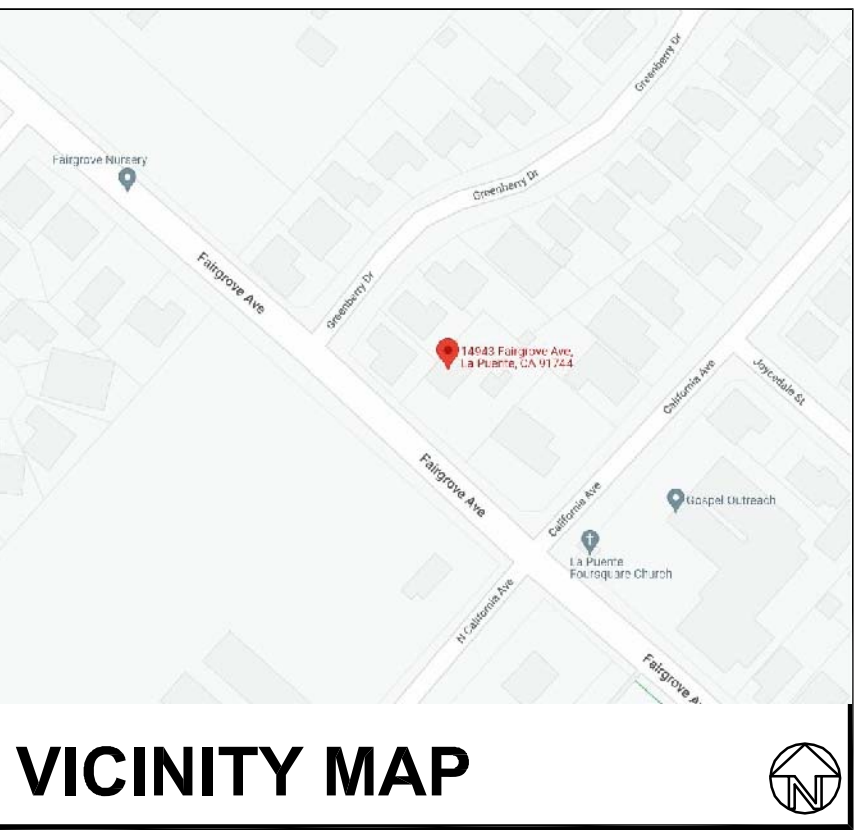 Greenberry Dr
Fairgrove Nursery
Greenberry Dr
Fairgrove Ave
Greenberry Dr
14943 Fairgrove Ave,
La Puente, CA 91744
California Ave
Joycedale St
Fairgrove Ave
California Ave
Gospel Outreach
La Puente
Foursquare Church
N California Ave
Fairgrove A
VICINITY MAP
N